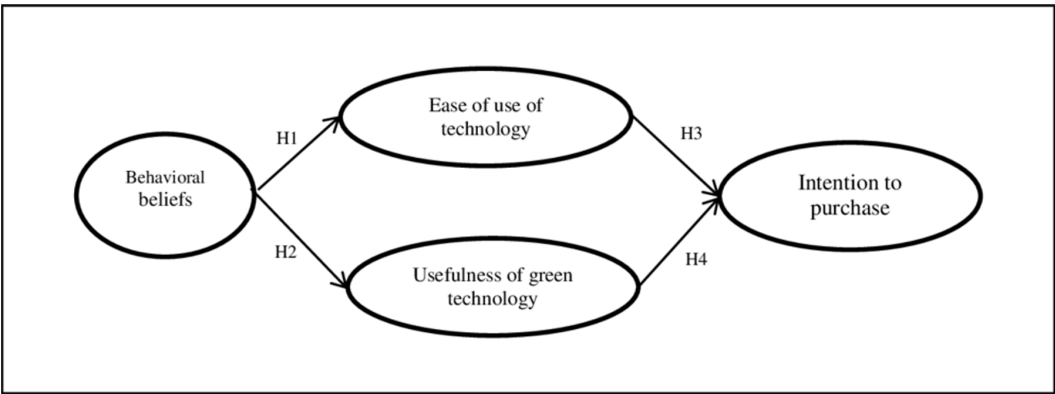 Behavioral
beliefs
H1
H2
Ease of use of
technology
Usefulness of green
technology
H3
H4
Intention to
purchase